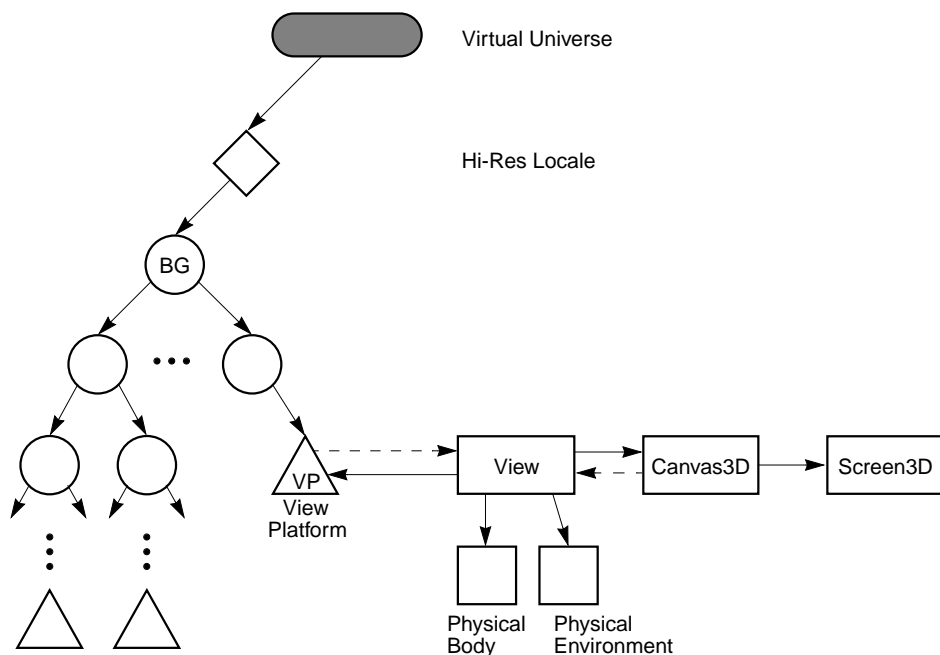 Virtual Universe
Hi-Res Locale
BG
VP
View
Platform
View
Canvas3D
Screen3D
Physical
Body
Physical
Environment